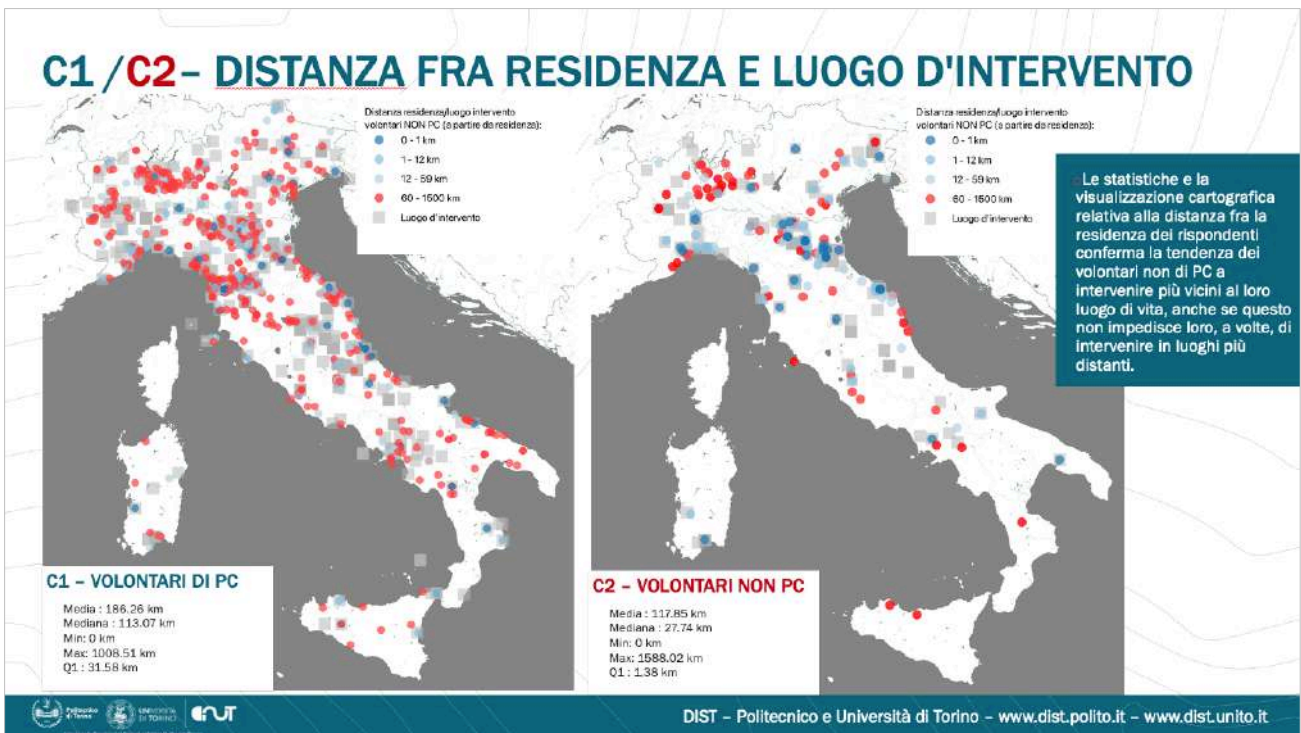 C1 /C2– DISTANZA FRA RESIDENZA E LUOGO D'INTERVENTO
Distanza residenza/luogo intervento
volontari NON PC (a partire da residenza):
0 - 1 km
1 - 12 km
12 - 59 km
60 - 1500 km
Luogo d'intervento
C1 – VOLONTARI DI PC
Media : 186.26 km
Mediana : 113.07 km
Min: 0 km
Max: 1008.51 km
Q1 : 31.58 km
Distanza residenza/luogo intervento
volontari NON PC (a partire da residenza):
0 - 1 km
1 - 12 km
12 - 59 km
60 - 1500 km
Luogo d'intervento
C2 – VOLONTARI NON PC
Media : 117.85 km
Mediana : 27.74 km
Min: 0 km
Max: 1588.02 km
Q1 : 1.38 km
Le statistiche e la
visualizzazione cartografica
relativa alla distanza fra la
residenza dei rispondenti
conferma la tendenza dei
volontari non di PC a
intervenire più vicini al loro
luogo di vita, anche se questo
non impedisce loro, a volte, di
intervenire in luoghi più
distanti.
Politecnico
di Torino
UNIVERSITÀ
DI TORINO
DIST – Politecnico e Università di Torino – www.dist.polito.it – www.dist.unito.it